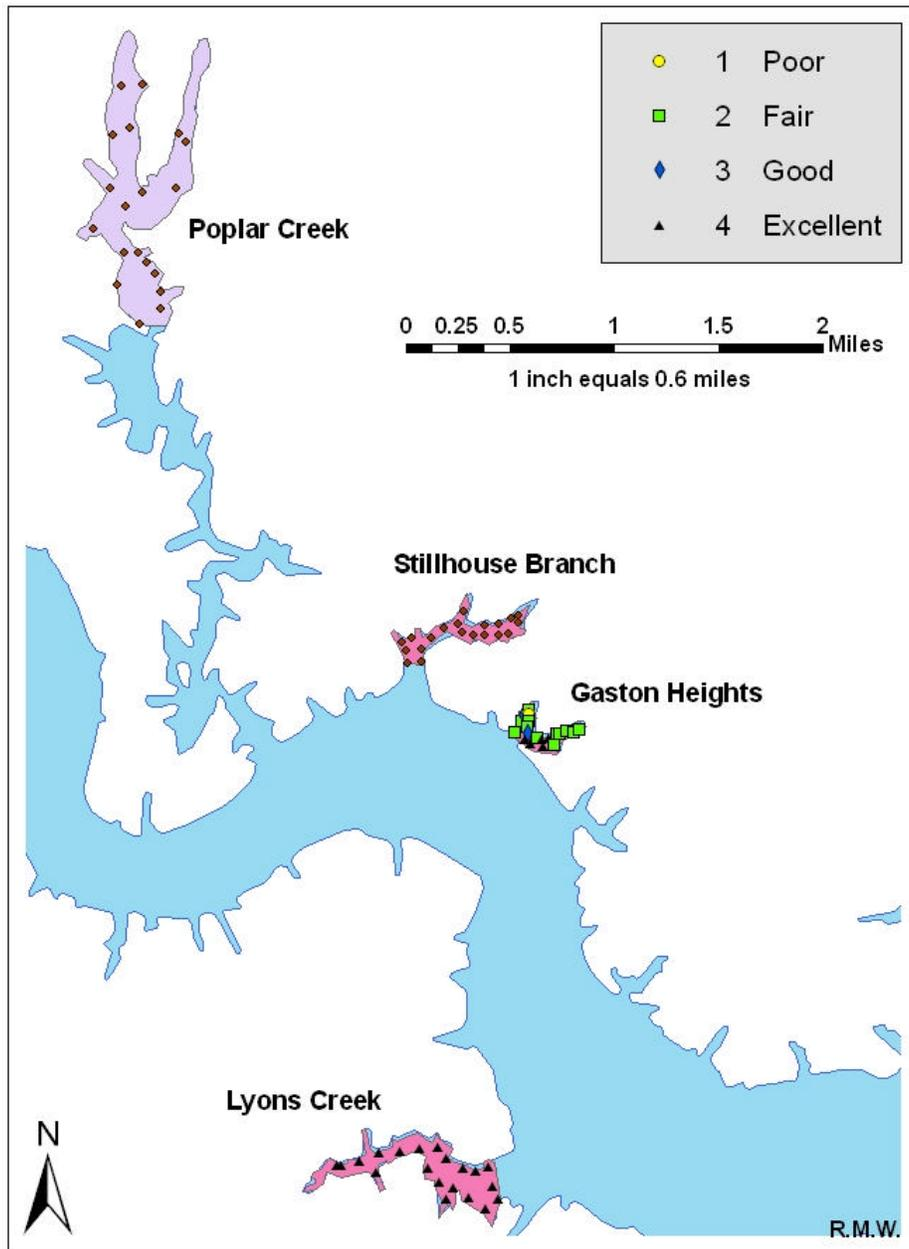 1 Poor
2 Fair
3 Good
4 Excellent
Poplar Creek
0 0.25 0.5 1 1.5 2
Miles
1 inch equals 0.6 miles
Stillhouse Branch
Gaston Heights
Lyons Creek
N
R.M.W.